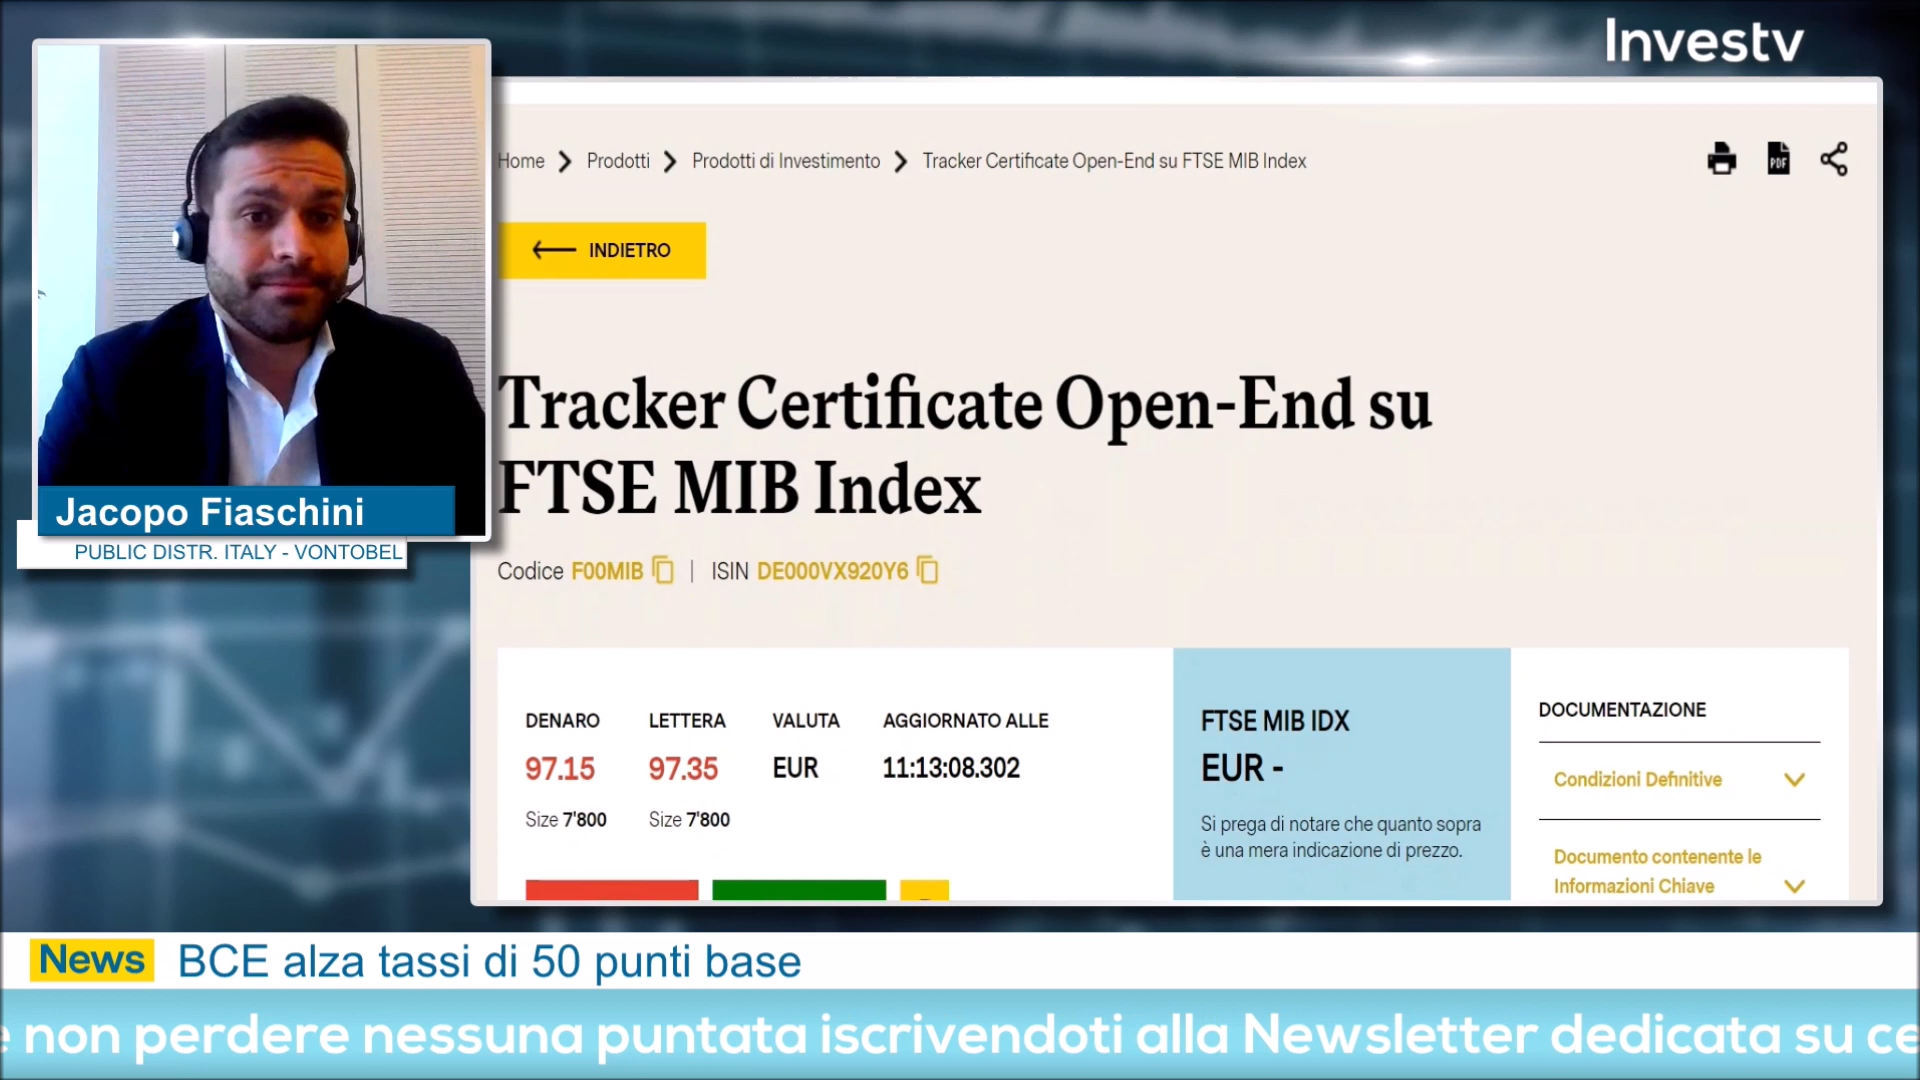 Investv
Home > Prodotti > Prodotti di Investimento > Tracker Certificate Open-End su FTSE MIB Index
PDF
INDIETRO
Tracker Certificate Open-End su
FTSE MIB Index
Codice F00MIB | ISIN DE000VX920Y6
Jacopo Fiaschini
PUBLIC DISTR. ITALY - VONTOBEL
DENARO LETTERA VALUTA AGGIORNATO ALLE
97.15 97.35 EUR 11:13:08.302
Size 7'800 Size 7'800
FTSE MIB IDX
EUR -
Si prega di notare che quanto sopra
è una mera indicazione di prezzo.
DOCUMENTAZIONE
Condizioni Definitive
Documento contenente le
Informazioni Chiave
News BCE alza tassi di 50 punti base
non perdere nessuna puntata iscrivendoti alla Newsletter dedicata su